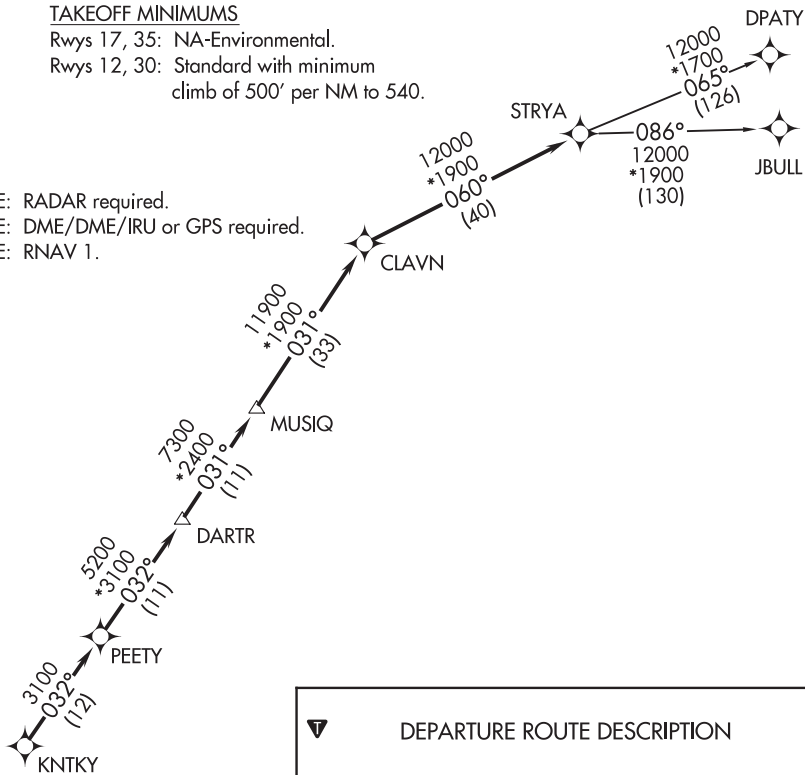 TAKEOFF MINIMUMS
Rwys 17, 35: NA-Environmental.
Rwys 12, 30: Standard with minimum
climb of 500' per NM to 540.
E: RADAR required.
E: DME/DME/IRU or GPS required.
E: RNAV 1.
DPATY
12000
*1700
065°
(126)
STRYA
086°
12000
*1900
(130)
JBULL
12000
*1900
060°
(40)
CLAVN
11900
*1900
031°
(33)
MUSIQ
7300
*2400
031°
(11)
DARTR
5200
*3100
032°
(11)
PEETY
3100
032°
(12)
KNTKY
T
DEPARTURE ROUTE DESCRIPTION